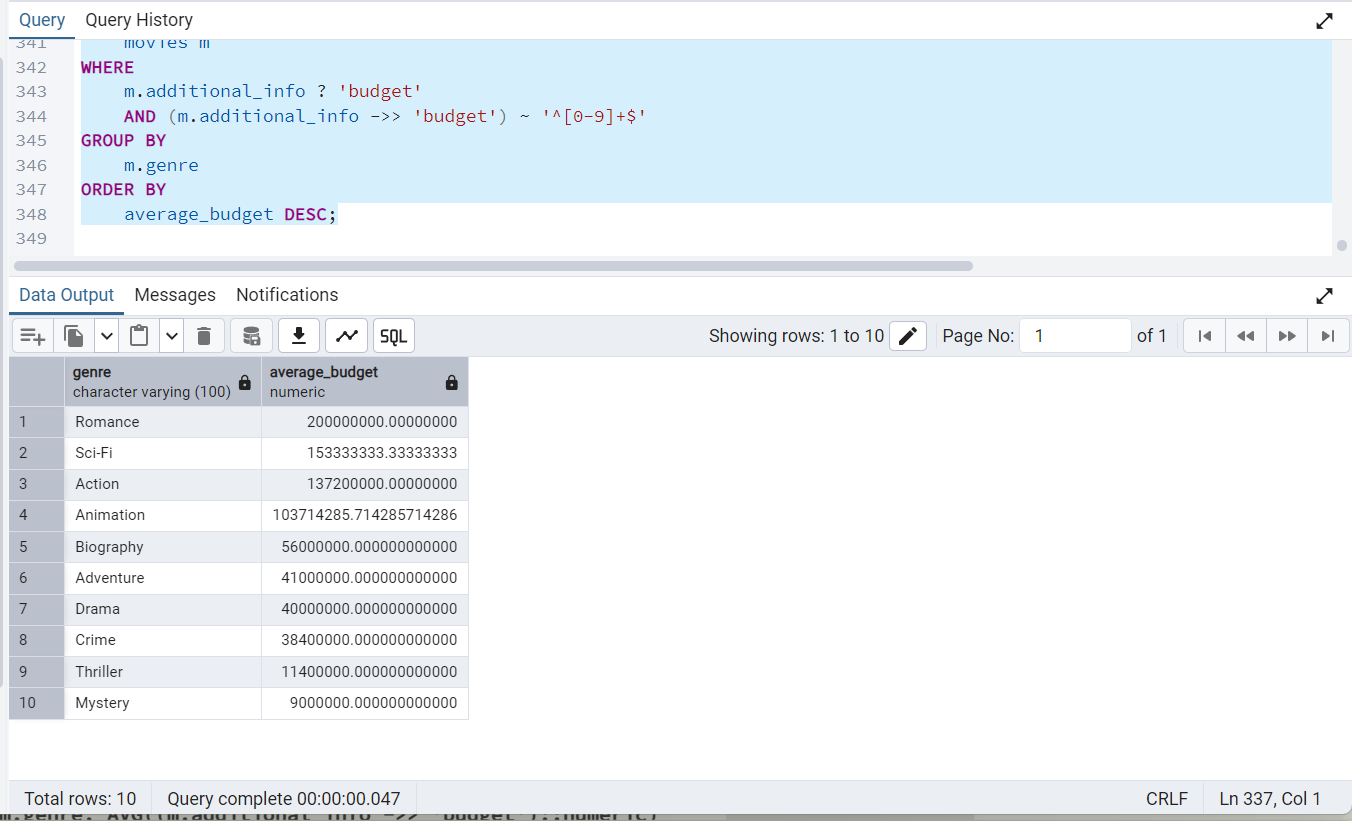 Query Query History
341 movies m
342 WHERE
343 m.additional_info ? 'budget'
344 AND (m.additional_info ->> 'budget') ~ '^[0-9]+$'
345 GROUP BY
346 m.genre
347 ORDER BY
348 average_budget DESC;
349
Data Output Messages Notifications
SQL Showing rows: 1 to 10 Page No: 1 of 1
genre average_budget
character varying (100) numeric
1 Romance 200000000.00000000
2 Sci-Fi 153333333.33333333
3 Action 137200000.00000000
4 Animation 103714285.714285714286
5 Biography 56000000.000000000000
6 Adventure 41000000.000000000000
7 Drama 40000000.000000000000
8 Crime 38400000.000000000000
9 Thriller 11400000.000000000000
10 Mystery 9000000.000000000000
Total rows: 10 Query complete 00:00:00.047 CRLF Ln 337, Col 1
m.genre, AVG((m.additional_info ->> 'budget')::numeric)